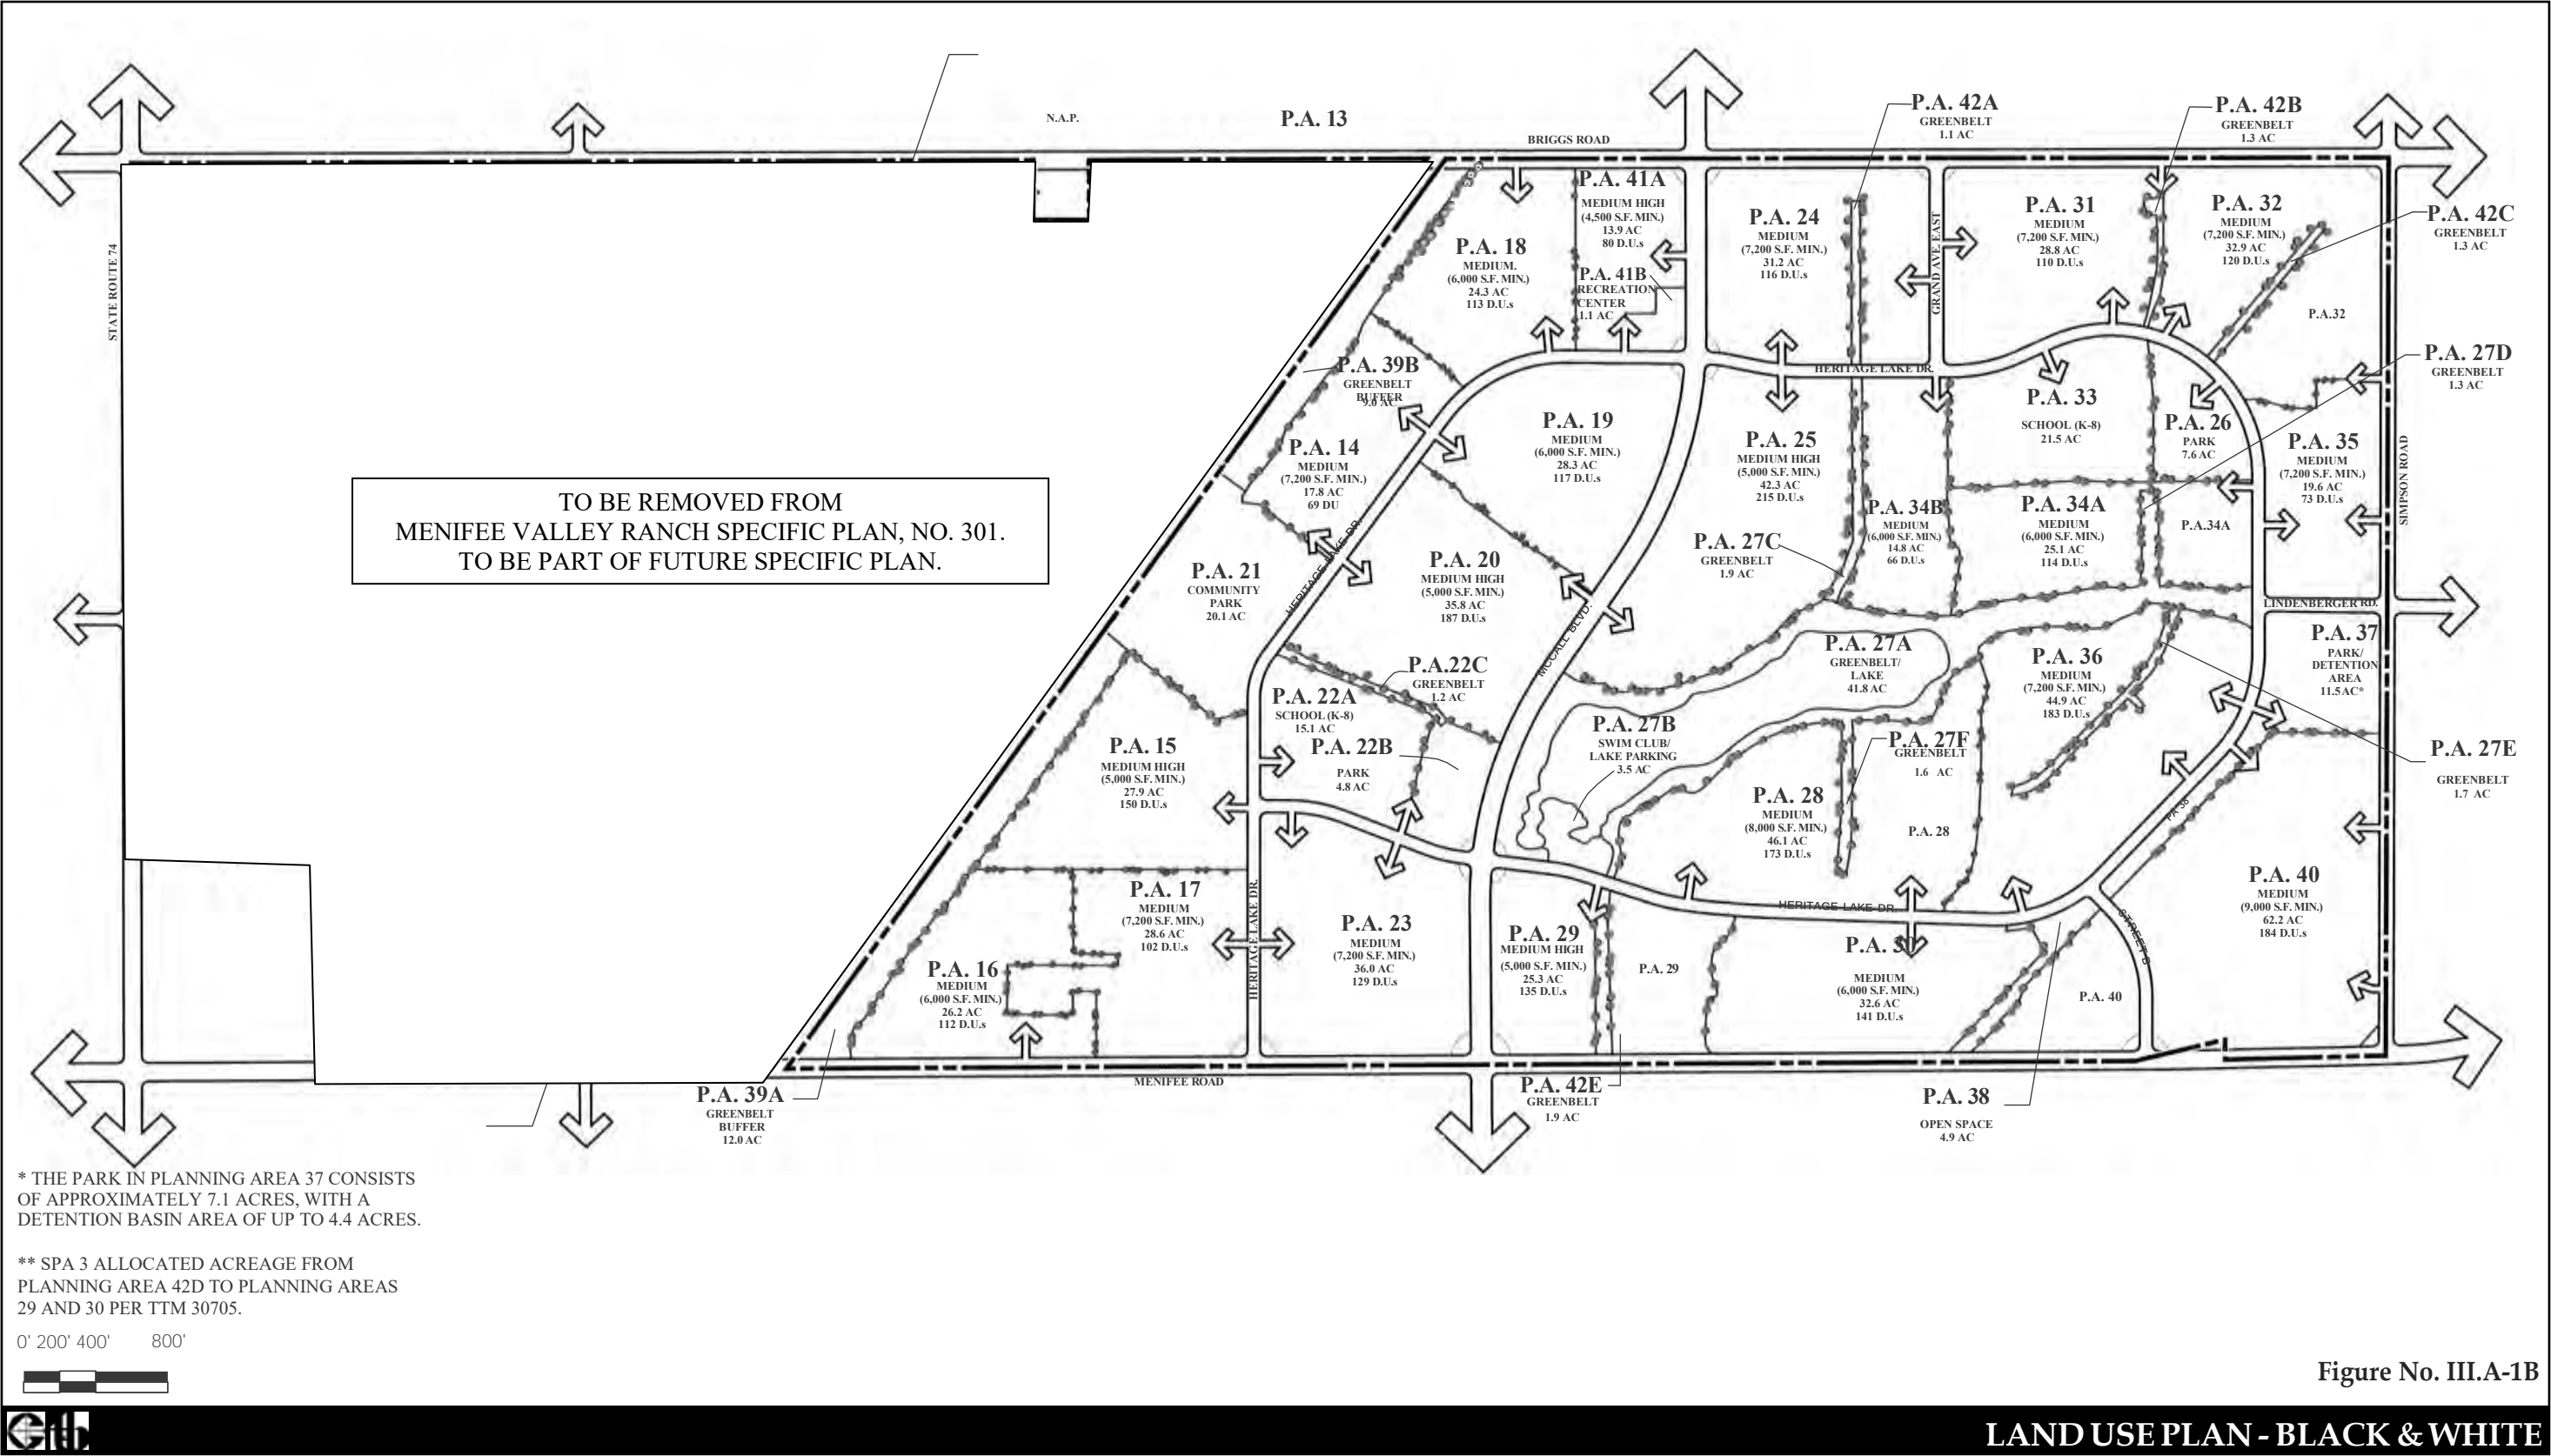 N.A.P.
P.A. 13
BRIGGS ROAD
P.A. 42A
GREENBELT
1.1 AC
P.A. 42B
GREENBELT
1.3 AC
P.A. 42C
GREENBELT
1.3 AC
STATE ROUTE 74
P.A. 41A
MEDIUM HIGH
(4,500 S.F. MIN.)
13.9 AC
80 D.U.s
P.A. 18
MEDIUM.
(6,000 S.F. MIN.)
24.3 AC
113 D.U.s
P.A. 41B
RECREATION
CENTER
1.1 AC
P.A. 24
MEDIUM
(7,200 S.F. MIN.)
31.2 AC
116 D.U.s
GRAND AVE. EAST
P.A. 31
MEDIUM
(7,200 S.F. MIN.)
28.8 AC
110 D.U.s
P.A. 32
MEDIUM
(7,200 S.F. MIN.)
32.9 AC
120 D.U.s
P.A.32
P.A. 27D
GREENBELT
1.3 AC
P.A. 39B
GREENBELT
BUFFER
9.0 AC
HERITAGE LAKE DR.
P.A. 14
MEDIUM
(7,200 S.F. MIN.)
17.8 AC
69 DU
P.A. 19
MEDIUM
(6,000 S.F. MIN.)
28.3 AC
117 D.U.s
P.A. 25
MEDIUM HIGH
(5,000 S.F. MIN.)
42.3 AC
215 D.U.s
P.A. 33
SCHOOL (K-8)
21.5 AC
P.A. 26
PARK
7.6 AC
P.A. 35
MEDIUM
(7,200 S.F. MIN.)
19.6 AC
73 D.U.s
SIMPSON ROAD
TO BE REMOVED FROM
MENIFEE VALLEY RANCH SPECIFIC PLAN, NO. 301.
TO BE PART OF FUTURE SPECIFIC PLAN.
P.A. 34B
MEDIUM
(6,000 S.F. MIN.)
14.8 AC
66 D.U.s
P.A. 34A
MEDIUM
(6,000 S.F. MIN.)
25.1 AC
114 D.U.s
P.A.34A
P.A. 27C
GREENBELT
1.9 AC
HERITAGE LAKE DR.
P.A. 21
COMMUNITY
PARK
20.1 AC
P.A. 20
MEDIUM HIGH
(5,000 S.F. MIN.)
35.8 AC
187 D.U.s
MCCALL BLVD.
LINDENBERGER RD.
P.A. 27A
GREENBELT/
LAKE
41.8 AC
P.A. 36
MEDIUM
(7,200 S.F. MIN.)
44.9 AC
183 D.U.s
P.A. 37
PARK/
DETENTION
AREA
11.5 AC*
P.A.22C
GREENBELT
1.2 AC
P.A. 22A
SCHOOL (K-8)
15.1 AC
P.A. 22B
PARK
4.8 AC
P.A. 27B
SWIM CLUB/
LAKE PARKING
3.5 AC
P.A. 27F
GREENBELT
1.6 AC
P.A. 27E
GREENBELT
1.7 AC
P.A. 15
MEDIUM HIGH
(5,000 S.F. MIN.)
27.9 AC
150 D.U.s
P.A. 28
MEDIUM
(8,000 S.F. MIN.)
46.1 AC
173 D.U.s
P.A. 28
PA 38
P.A. 17
MEDIUM
(7,200 S.F. MIN.)
28.6 AC
102 D.U.s
HERITAGE LAKE DR.
P.A. 23
MEDIUM
(7,200 S.F. MIN.)
36.0 AC
129 D.U.s
P.A. 29
MEDIUM HIGH
(5,000 S.F. MIN.)
25.3 AC
135 D.U.s
P.A. 29
HERITAGE LAKE DR.
P.A. 30
MEDIUM
(6,000 S.F. MIN.)
32.6 AC
141 D.U.s
STREET B
P.A. 40
P.A. 40
MEDIUM
(9,000 S.F. MIN.)
62.2 AC
184 D.U.s
P.A. 16
MEDIUM
(6,000 S.F. MIN.)
26.2 AC
112 D.U.s
MENIFEE ROAD
P.A. 39A
GREENBELT
BUFFER
12.0 AC
P.A. 42E
GREENBELT
1.9 AC
P.A. 38
OPEN SPACE
4.9 AC
* THE PARK IN PLANNING AREA 37 CONSISTS
OF APPROXIMATELY 7.1 ACRES, WITH A
DETENTION BASIN AREA OF UP TO 4.4 ACRES.
** SPA 3 ALLOCATED ACREAGE FROM
PLANNING AREA 42D TO PLANNING AREAS
29 AND 30 PER TTM 30705.
0' 200' 400' 800'
Figure No. III.A-1B
LAND USE PLAN - BLACK & WHITE